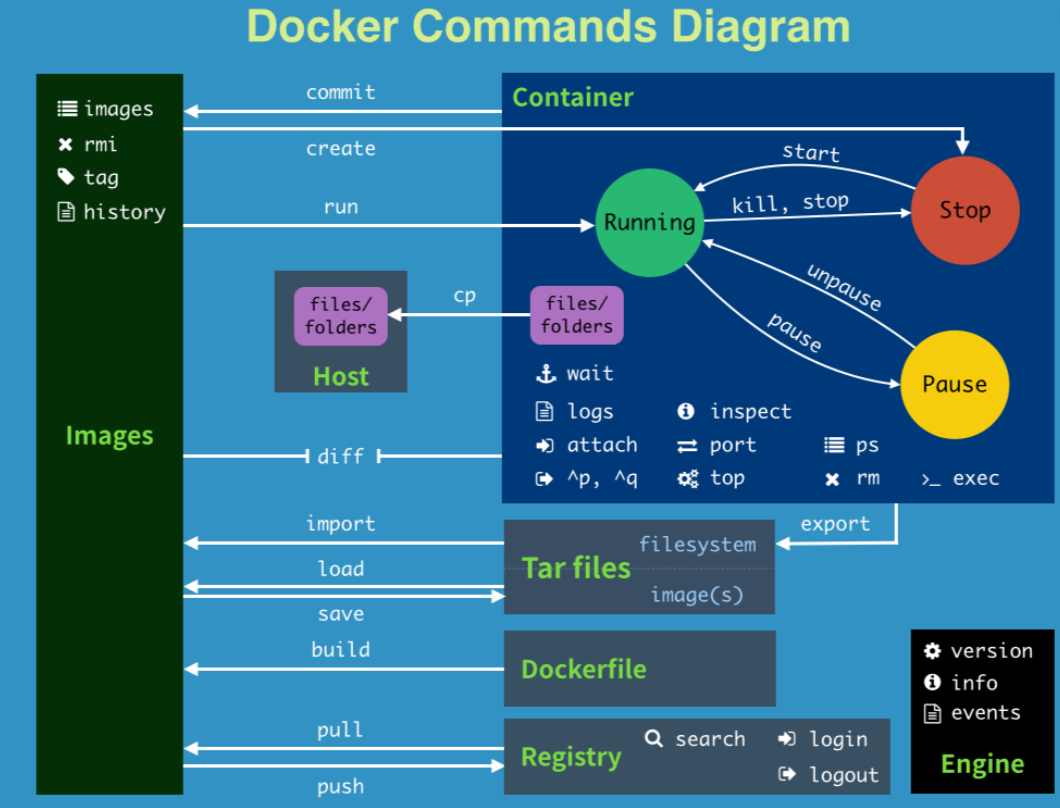 Docker Commands Diagram
images
rmi
tag
history
Images
commit
create
run
Container
start
Running
kill, stop
Stop
unpause
pause
Pause
files/
folders
Host
cp
files/
folders
wait
logs
inspect
attach
port
ps
^p, ^q
top
rm
>_ exec
diff
import
load
save
Tar files
filesystem
image(s)
export
build
Dockerfile
pull
push
Registry
search
login
logout
version
info
events
Engine